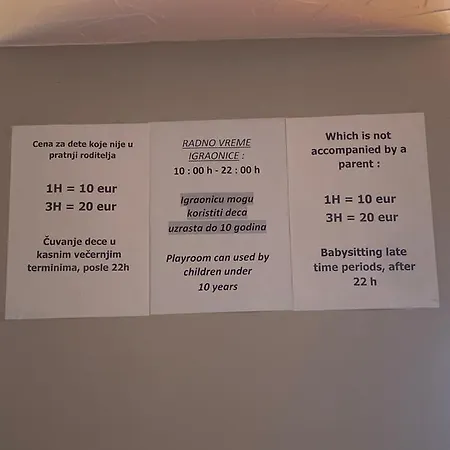 Cena za dete koje nije u
pratnji roditelja
1H = 10 eur
3H = 20 eur
Čuvanje dece u
kasnim večernjim
terminima, posle 22h
RADNO VREME
IGRAONICE :
10 : 00 h - 22 : 00 h
Igraonicu mogu
koristiti deca
uzrasta do 10 godina
Playroom can used by
children under
10 years
Which is not
accompanied by a
parent :
1H = 10 eur
3H = 20 eur
Babysitting late
time periods, after
22 h